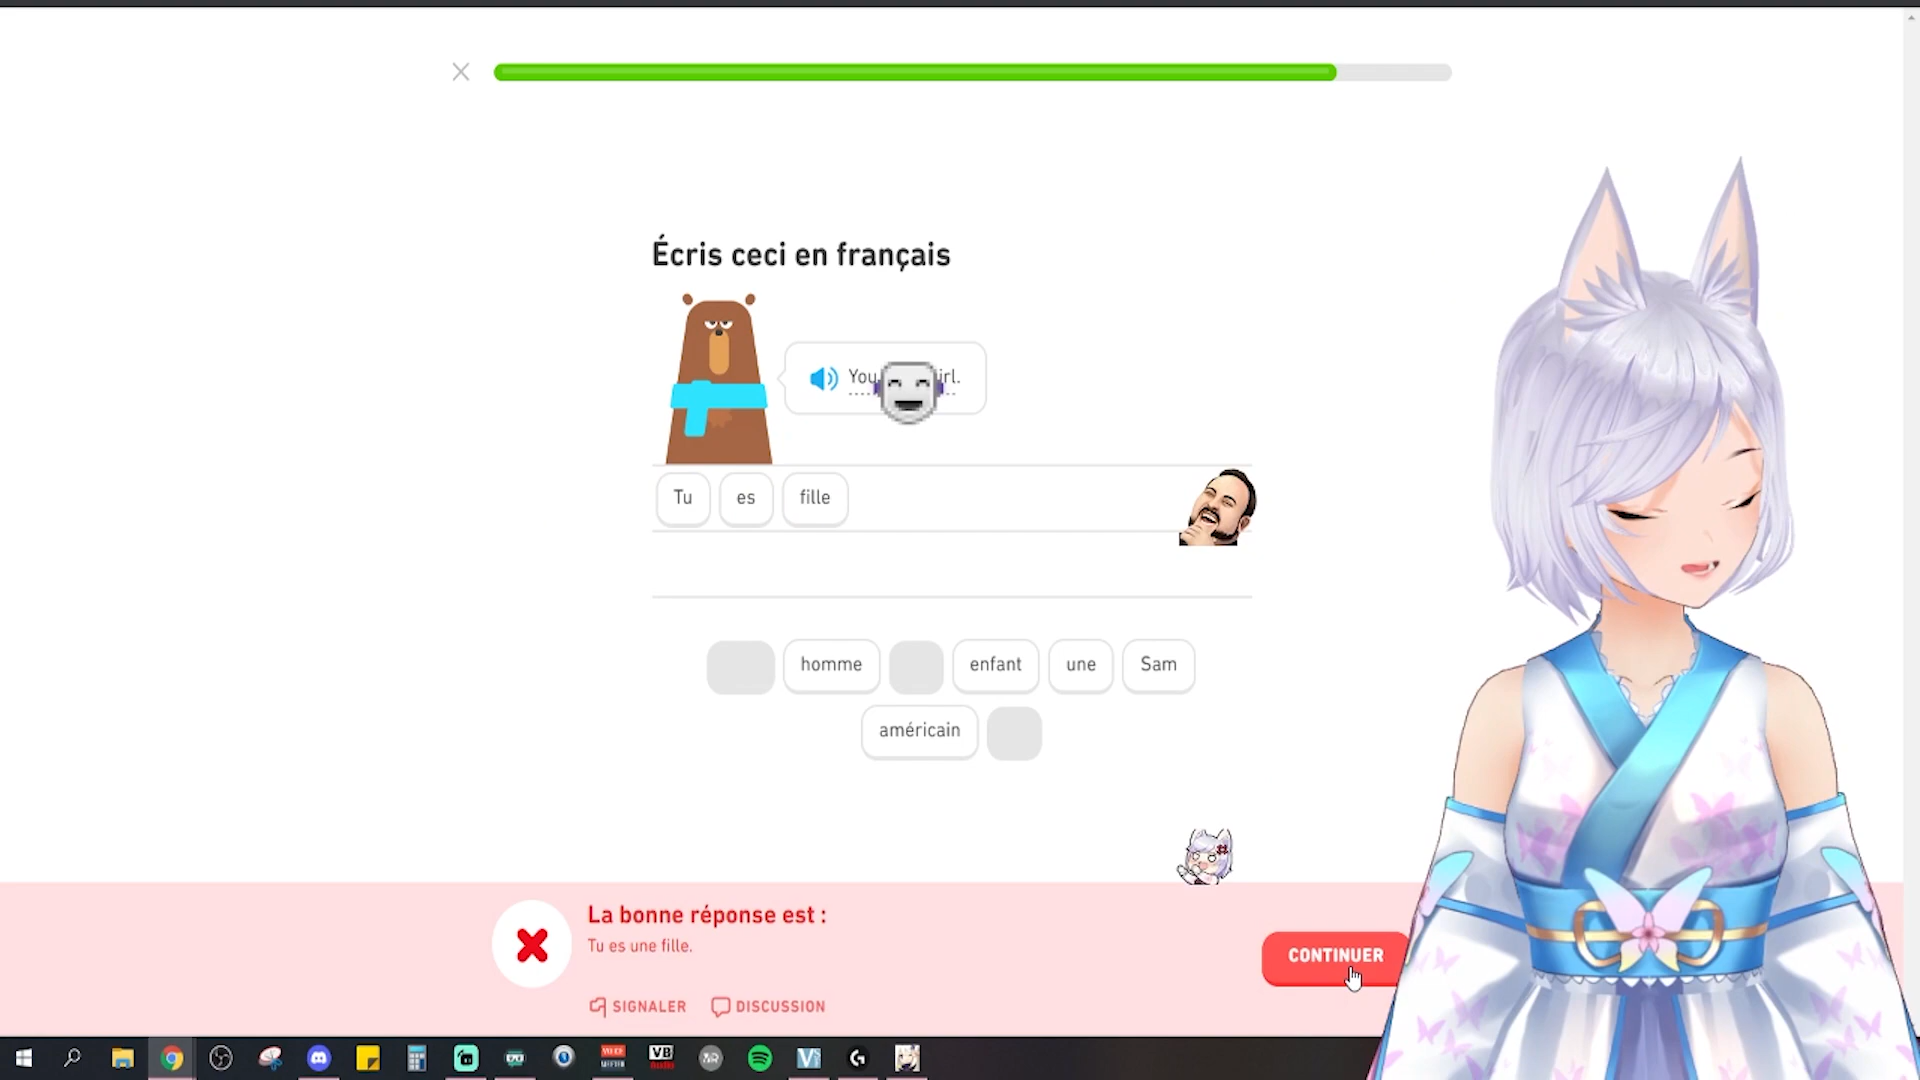 Écris ceci en français
You irl.
Tu es fille
homme enfant une Sam
américain
La bonne réponse est :
Tu es une fille.
CONTINUER
SIGNALER DISCUSSION
VB